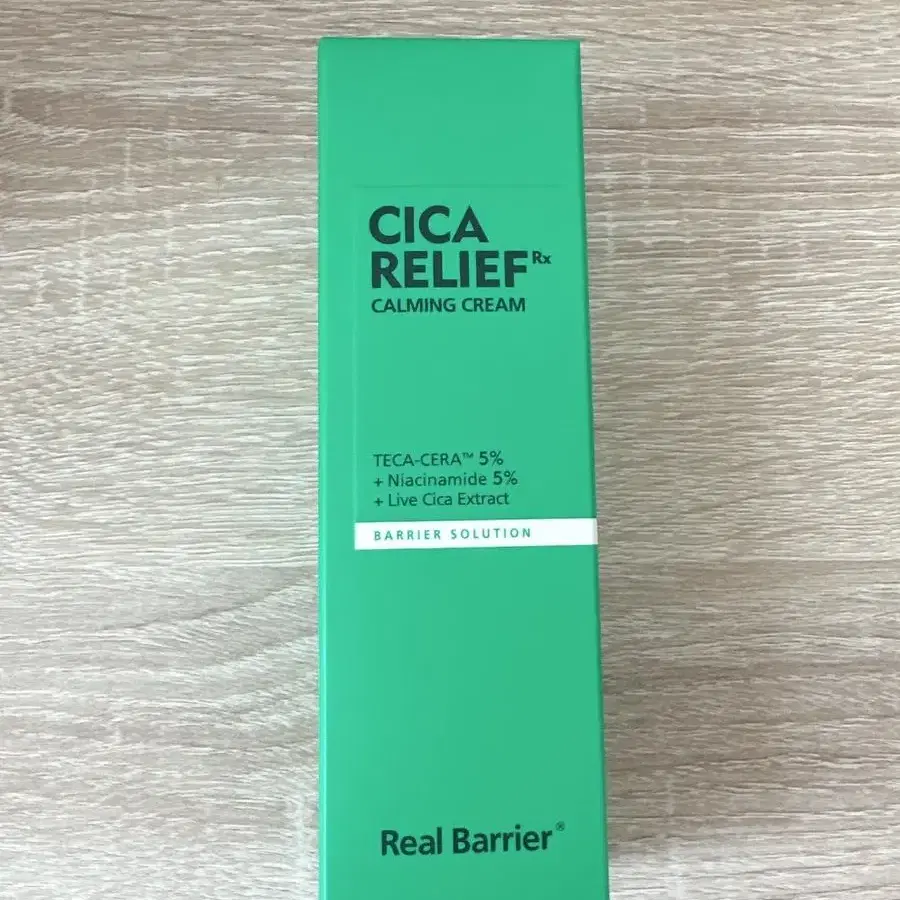 CICA
RELIEF Rx
CALMING CREAM
TECA-CERA™ 5%
+ Niacinamide 5%
+ Live Cica Extract
BARRIER SOLUTION
Real Barrier®